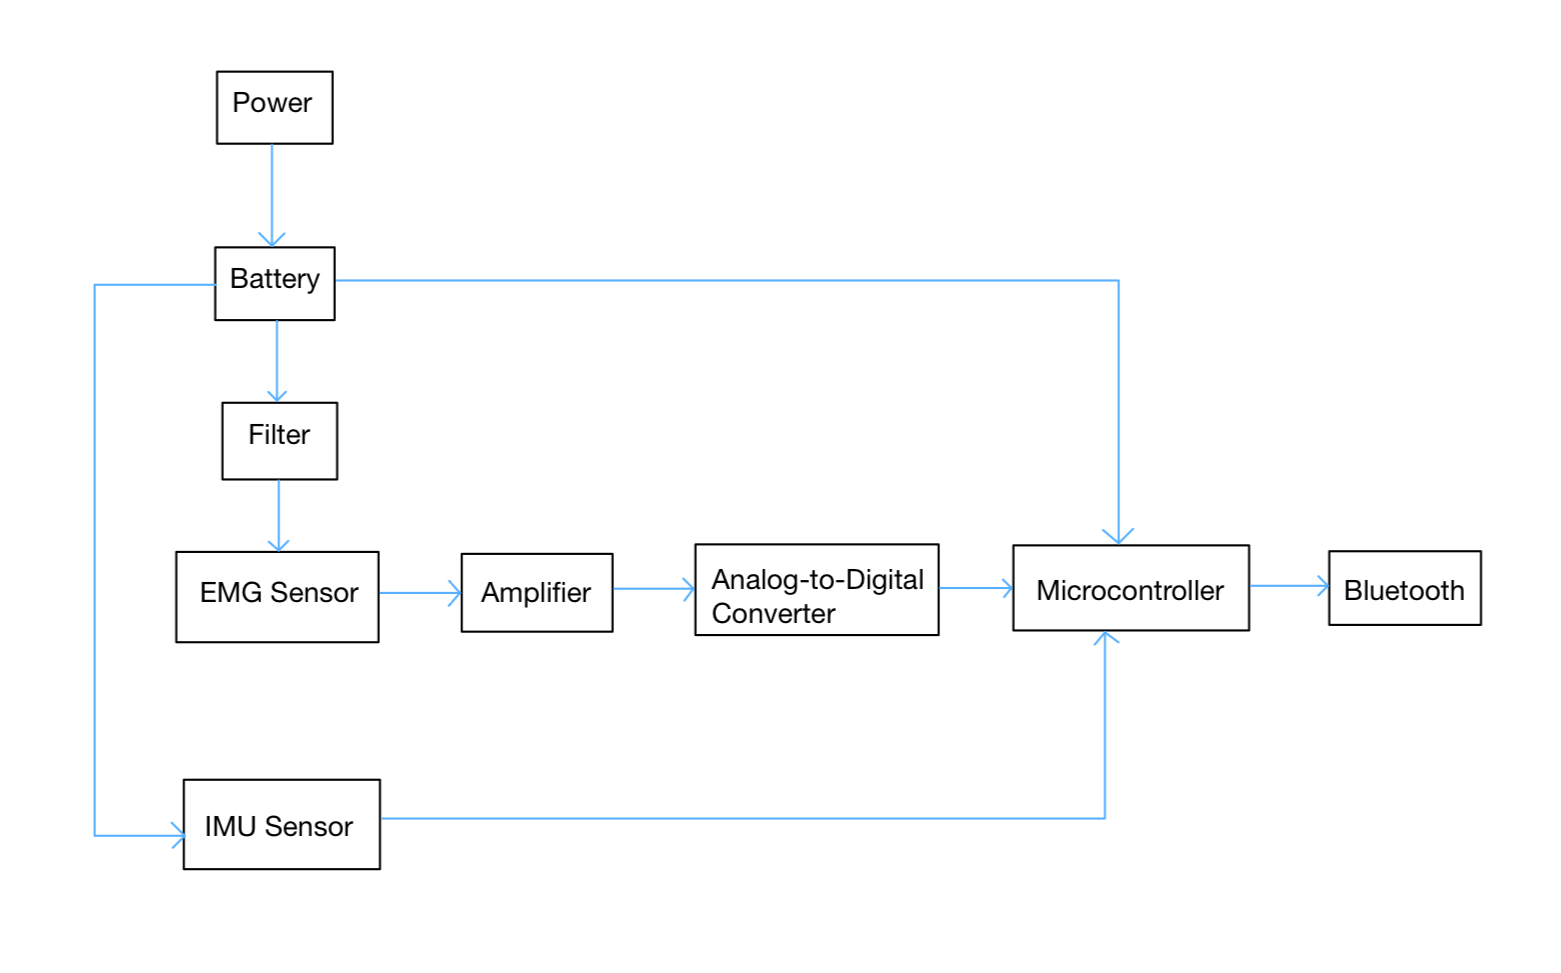 Power
Battery
Filter
EMG Sensor
Amplifier
Analog-to-Digital
Converter
Microcontroller
Bluetooth
IMU Sensor